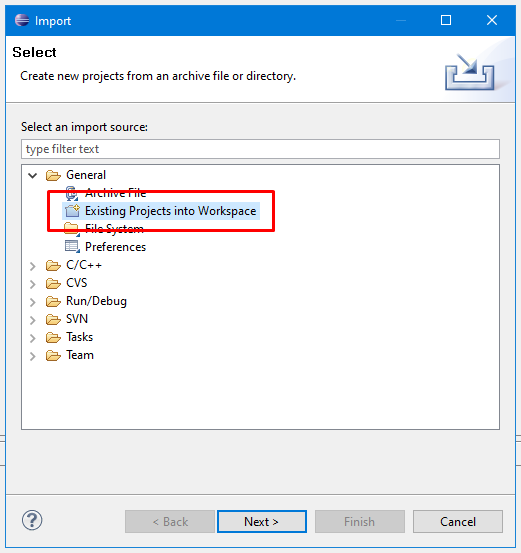 Import
Select
Create new projects from an archive file or directory.
Select an import source:
type filter text
General
Archive File
Existing Projects into Workspace
File System
Preferences
C/C++
CVS
Run/Debug
SVN
Tasks
Team
? < Back Next > Finish Cancel